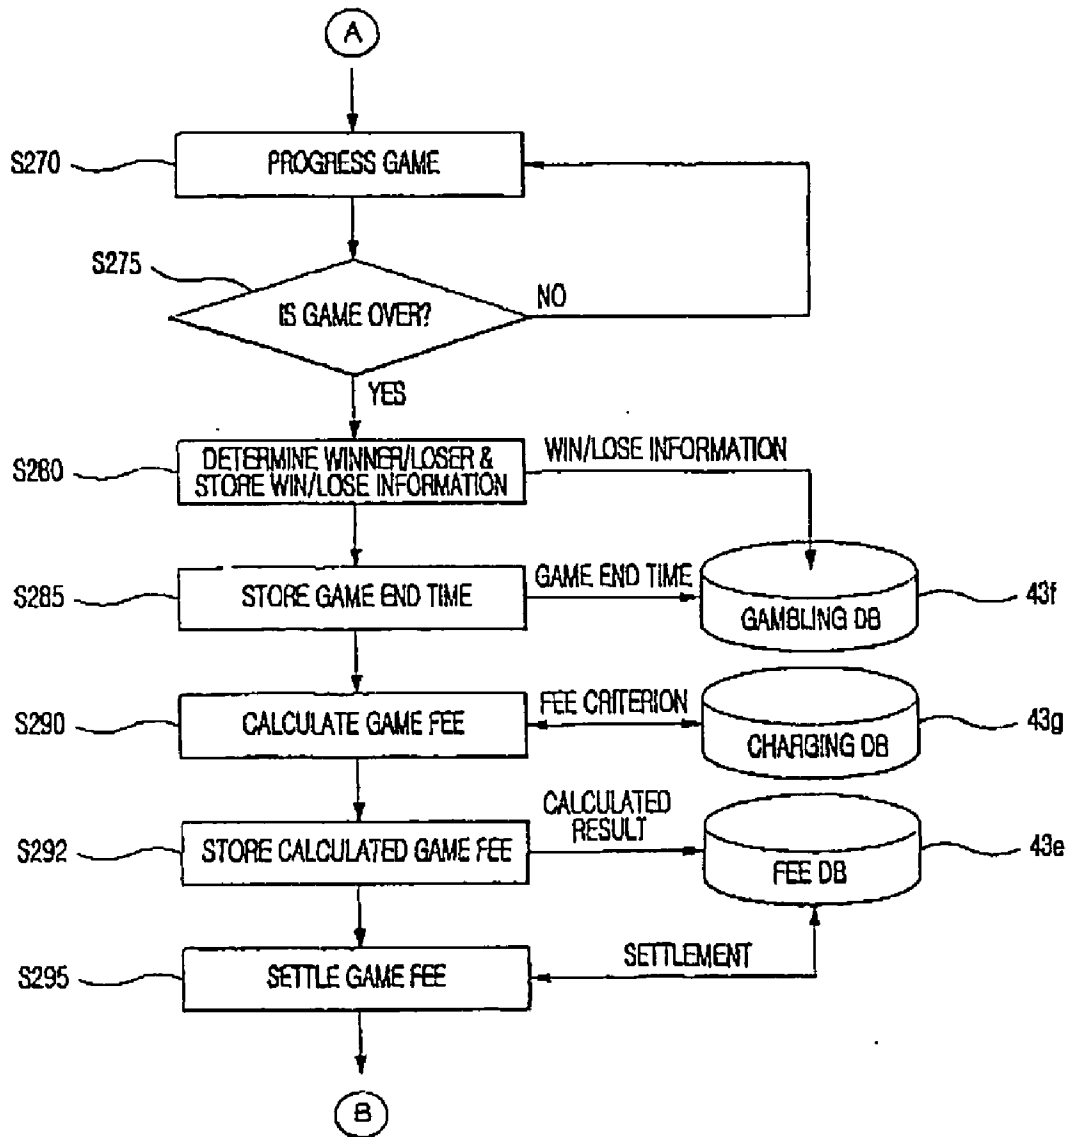 A
S270
PROGRESS GAME
S275
IS GAME OVER?
NO
YES
S280
DETERMINE WINNER/LOSER &
STORE WIN/LOSE INFORMATION
WIN/LOSE INFORMATION
S285
STORE GAME END TIME
GAME END TIME
GAMBLING DB
43f
S290
CALCULATE GAME FEE
FEE CRITERION
CHARGING DB
43g
S292
STORE CALCULATED GAME FEE
CALCULATED
RESULT
FEE DB
43e
S295
SETTLE GAME FEE
SETTLEMENT
B